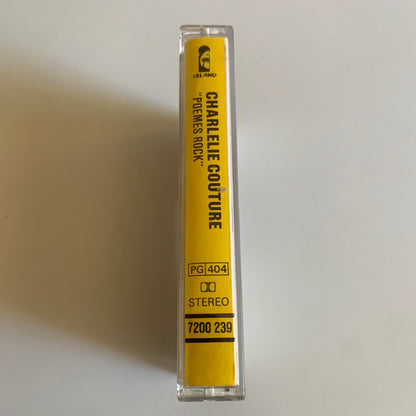 ISLAND
CHARLELIE COUTURE
"POEMES ROCK"
PG 404
STEREO
7200 239